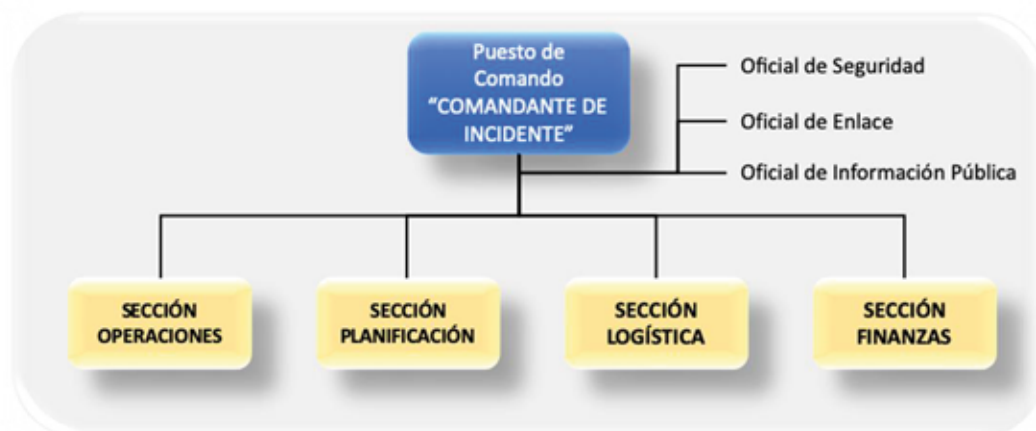 Puesto de
Comando
“COMANDANTE DE
INCIDENTE”
Oficial de Seguridad
Oficial de Enlace
Oficial de Información Pública
SECCIÓN
OPERACIONES
SECCIÓN
PLANIFICACIÓN
SECCIÓN
LOGÍSTICA
SECCIÓN
FINANZAS